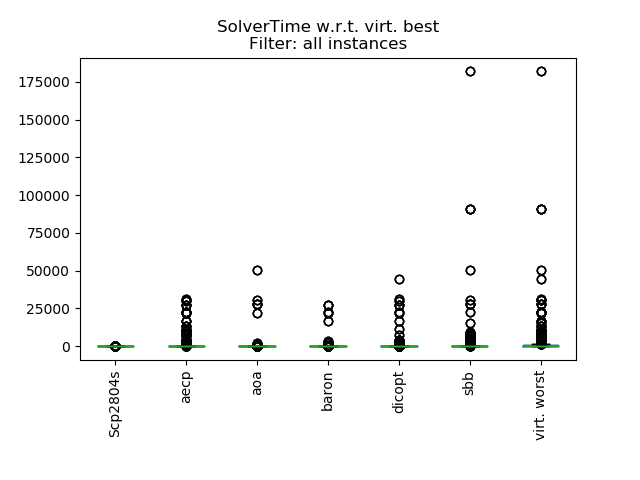 SolverTime w.r.t. virt. best
Filter: all instances
175000
150000
125000
100000
75000
50000
25000
0
Scp2804s
aecp
aoa
baron
dicopt
sbb
virt. worst